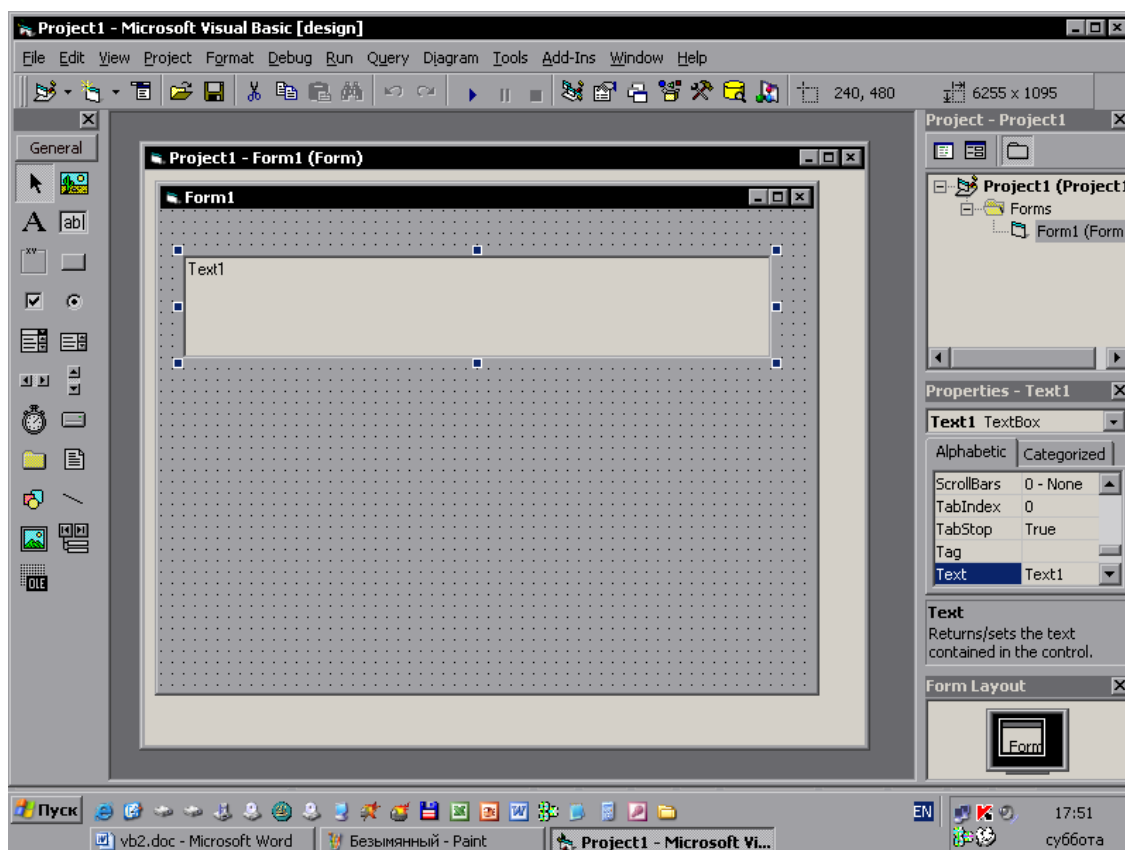 Project1 - Microsoft Visual Basic [design]
File Edit View Project Format Debug Run Query Diagram Tools Add-Ins Window Help
240, 480 6255 x 1095
General
A ab|
XY
OLE
Project1 - Form1 (Form)
Form1
Text1
Project - Project1
Project1 (Project1
Forms
Form1 (Form
Properties - Text1
Text1 TextBox
Alphabetic Categorized
ScrollBars 0 - None
TabIndex 0
TabStop True
Tag
Text Text1
Text
Returns/sets the text
contained in the control.
Form Layout
Form
Пуск EN 17:51
vb2.doc - Microsoft Word Безымянный - Paint Project1 - Microsoft Vi... суббота